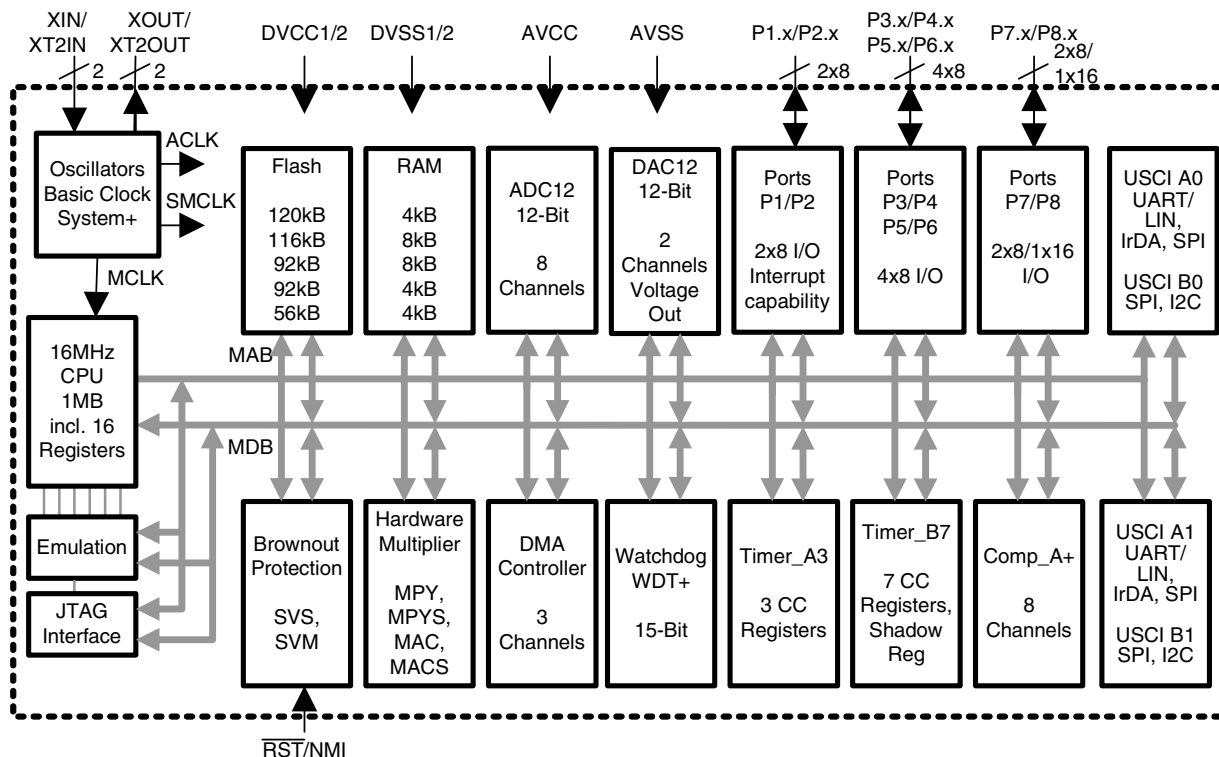 XIN/
XT2IN
2
XOUT/
XT2OUT
2
DVCC1/2
DVSS1/2
AVCC
AVSS
P1.x/P2.x
2x8
P3.x/P4.x
P5.x/P6.x
4x8
P7.x/P8.x
2x8/
1x16
Oscillators
Basic Clock
System+
ACLK
SMCLK
MCLK
Flash
120kB
116kB
92kB
92kB
56kB
RAM
4kB
8kB
8kB
4kB
4kB
ADC12
12-Bit
8
Channels
DAC12
12-Bit
2
Channels
Voltage
Out
Ports
P1/P2
2x8 I/O
Interrupt
capability
Ports
P3/P4
P5/P6
4x8 I/O
Ports
P7/P8
2x8/1x16
I/O
USCI A0
UART/
LIN,
IrDA, SPI
USCI B0
SPI, I2C
16MHz
CPU
1MB
incl. 16
Registers
MAB
MDB
Emulation
JTAG
Interface
Brownout
Protection
SVS,
SVM
Hardware
Multiplier
MPY,
MPYS,
MAC,
MACS
DMA
Controller
3
Channels
Watchdog
WDT+
15-Bit
Timer_A3
3 CC
Registers
Timer_B7
7 CC
Registers,
Shadow
Reg
Comp_A+
8
Channels
USCI A1
UART/
LIN,
IrDA, SPI
USCI B1
SPI, I2C
RST/NMI